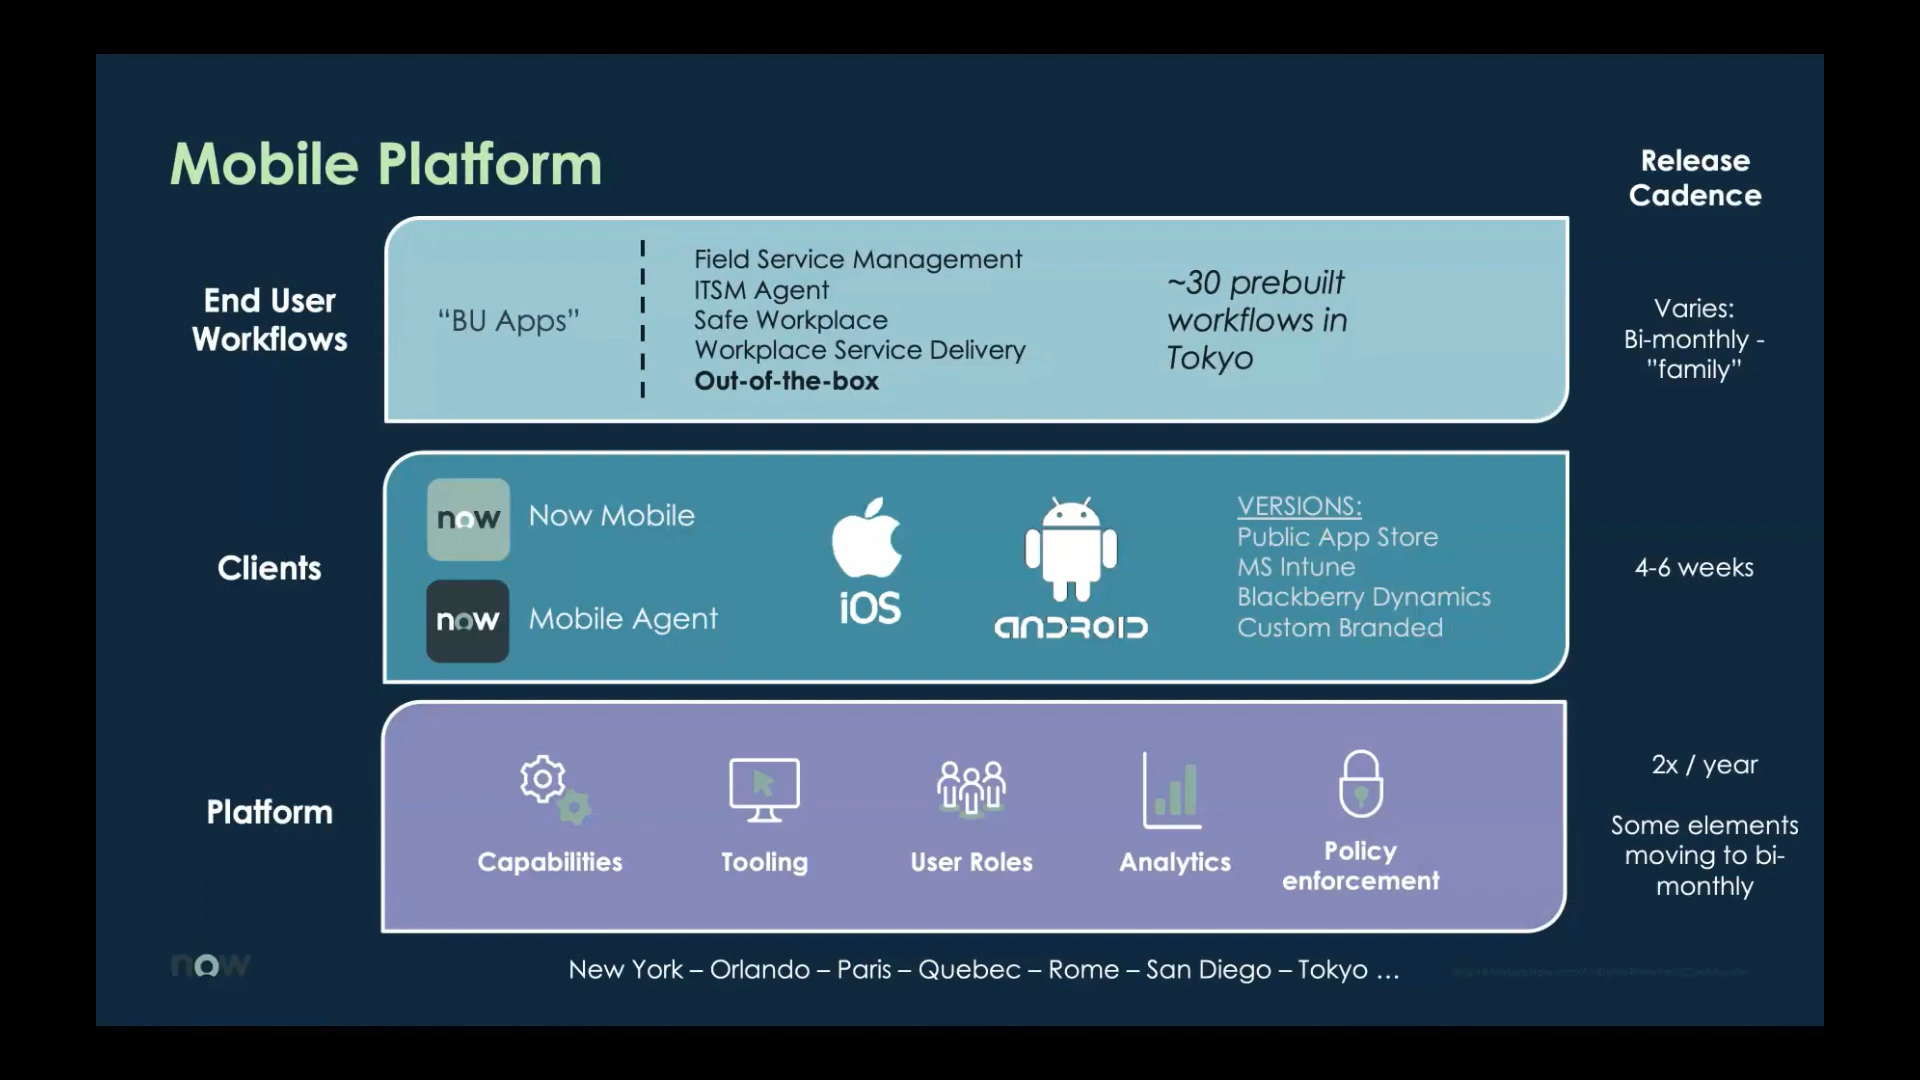 Mobile Platform
Release
Cadence
End User
Workflows
“BU Apps”
Field Service Management
ITSM Agent
Safe Workplace
Workplace Service Delivery
Out-of-the-box
~30 prebuilt
workflows in
Tokyo
Varies:
Bi-monthly -
”family”
Clients
now
Now Mobile
now
Mobile Agent
iOS
ANDROID
VERSIONS:
Public App Store
MS Intune
Blackberry Dynamics
Custom Branded
4-6 weeks
Platform
Capabilities
Tooling
User Roles
Analytics
Policy
enforcement
2x / year
Some elements
moving to bi-
monthly
now
New York – Orlando – Paris – Quebec – Rome – San Diego – Tokyo ...